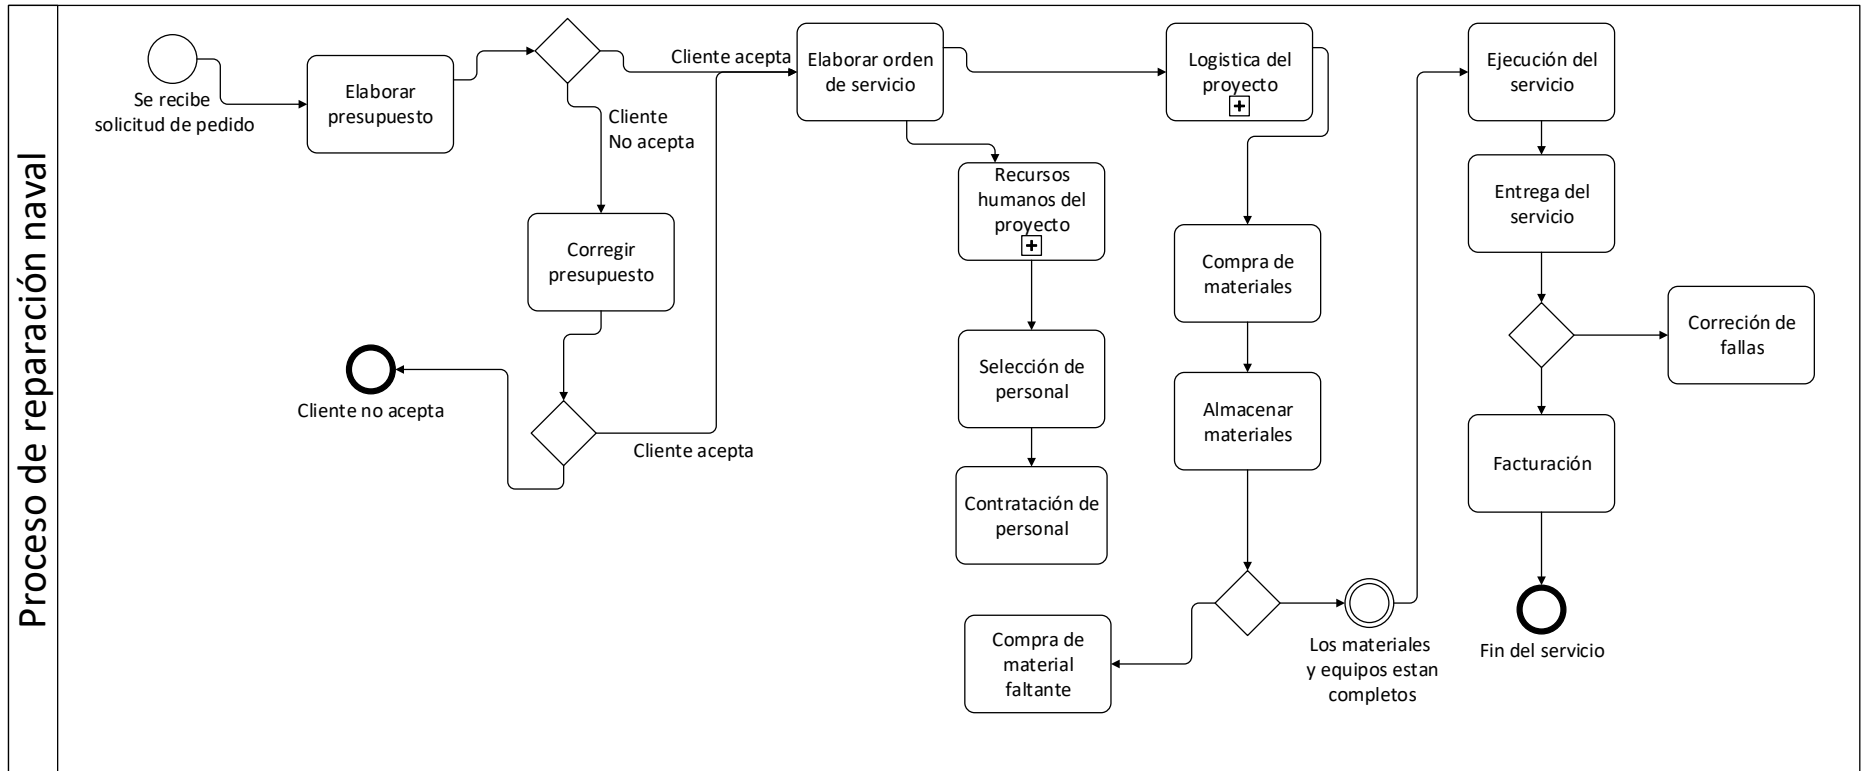 Proceso de reparación naval
Se recibe
solicitud de pedido
Elaborar
presupuesto
Cliente acepta
Cliente
No acepta
Corregir
presupuesto
Cliente no acepta
Cliente acepta
Elaborar orden
de servicio
Recursos
humanos del
proyecto
Selección de
personal
Contratación de
personal
Logistica del
proyecto
Compra de
materiales
Almacenar
materiales
Compra de
material
faltante
Los materiales
y equipos estan
completos
Ejecución del
servicio
Entrega del
servicio
Correción de
fallas
Facturación
Fin del servicio